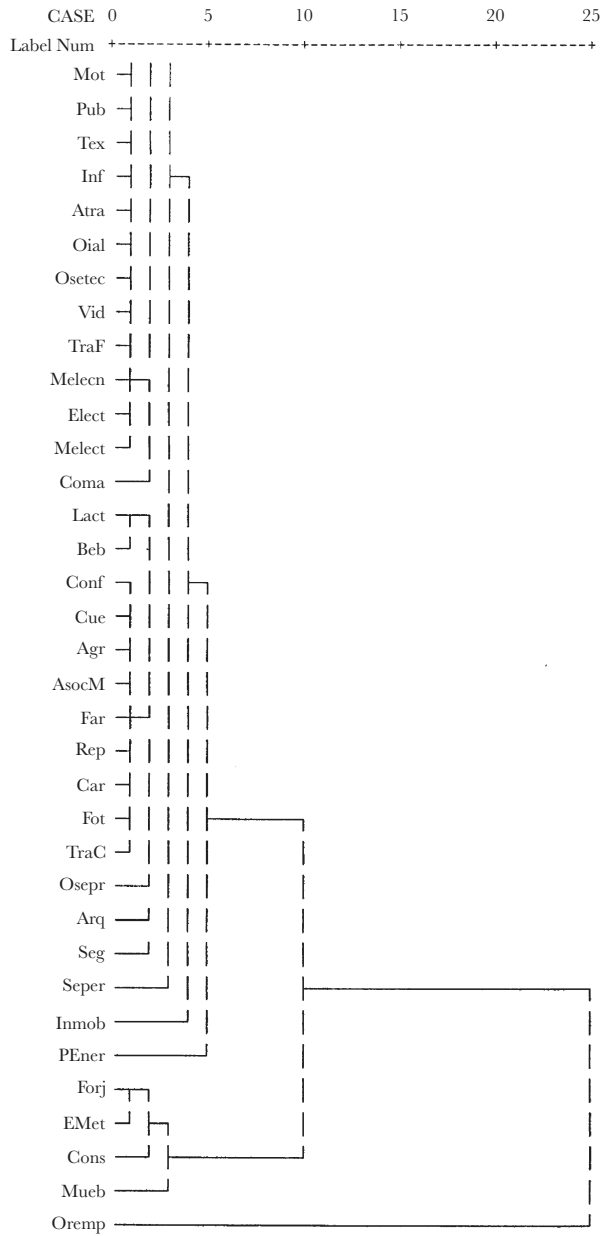 CASE 0 5 10 15 20 25
Label Num
Mot
Pub
Tex
Inf
Atra
Oial
Osetec
Vid
TraF
Melecn
Elect
Melect
Coma
Lact
Beb
Conf
Cue
Agr
AsocM
Far
Rep
Car
Fot
TraC
Osepr
Arq
Seg
Seper
Inmob
PEner
Forj
EMet
Cons
Mueb
Oremp